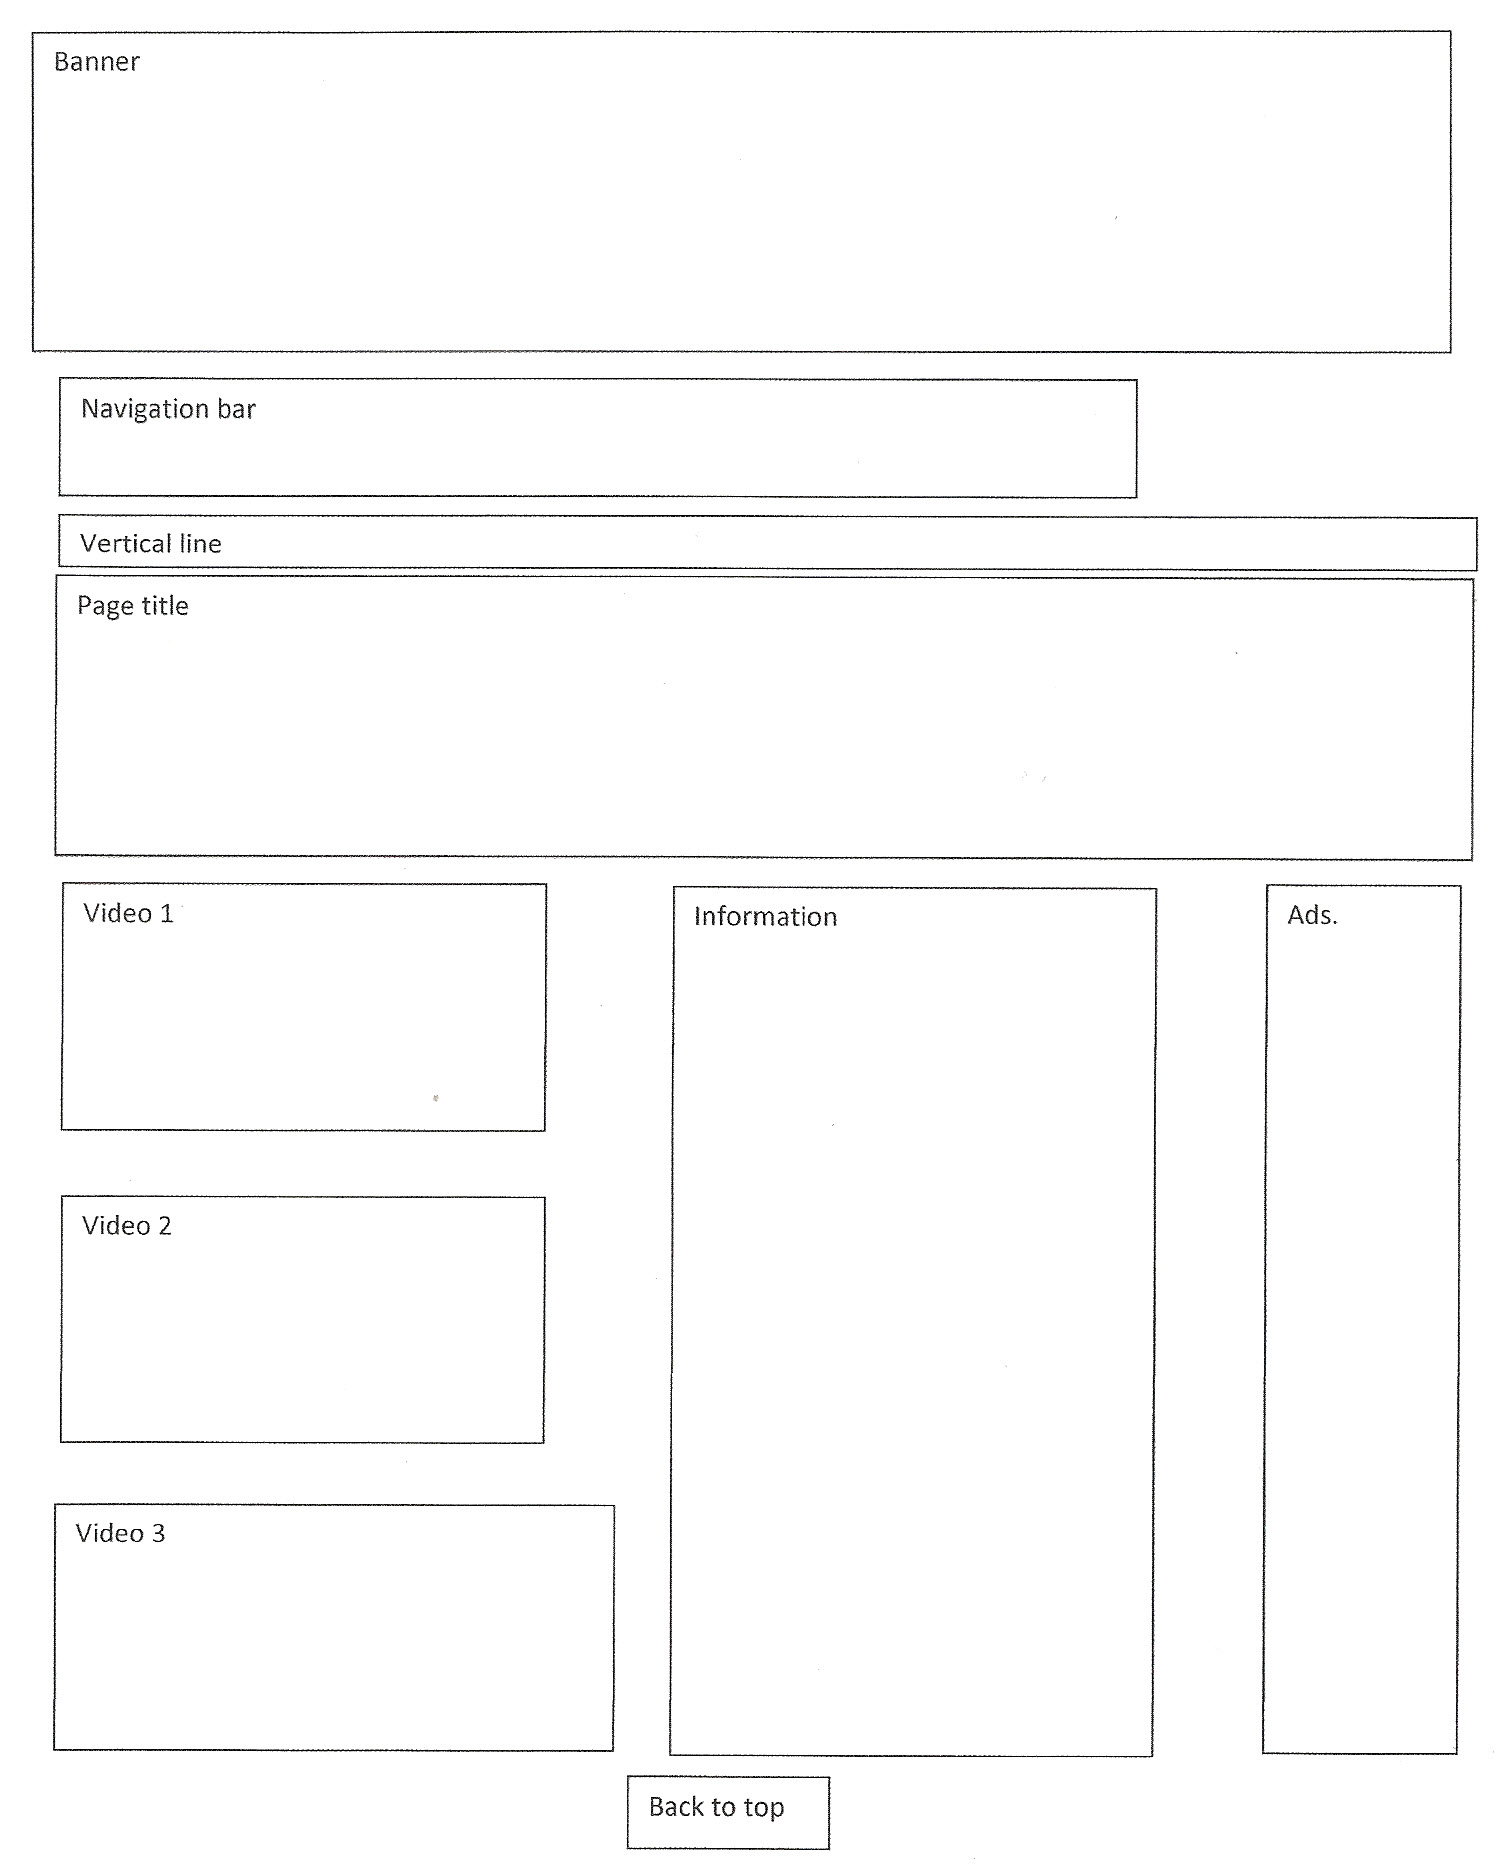 Banner
Navigation bar
Vertical line
Page title
Video 1
Information
Ads.
Video 2
Video 3
Back to top